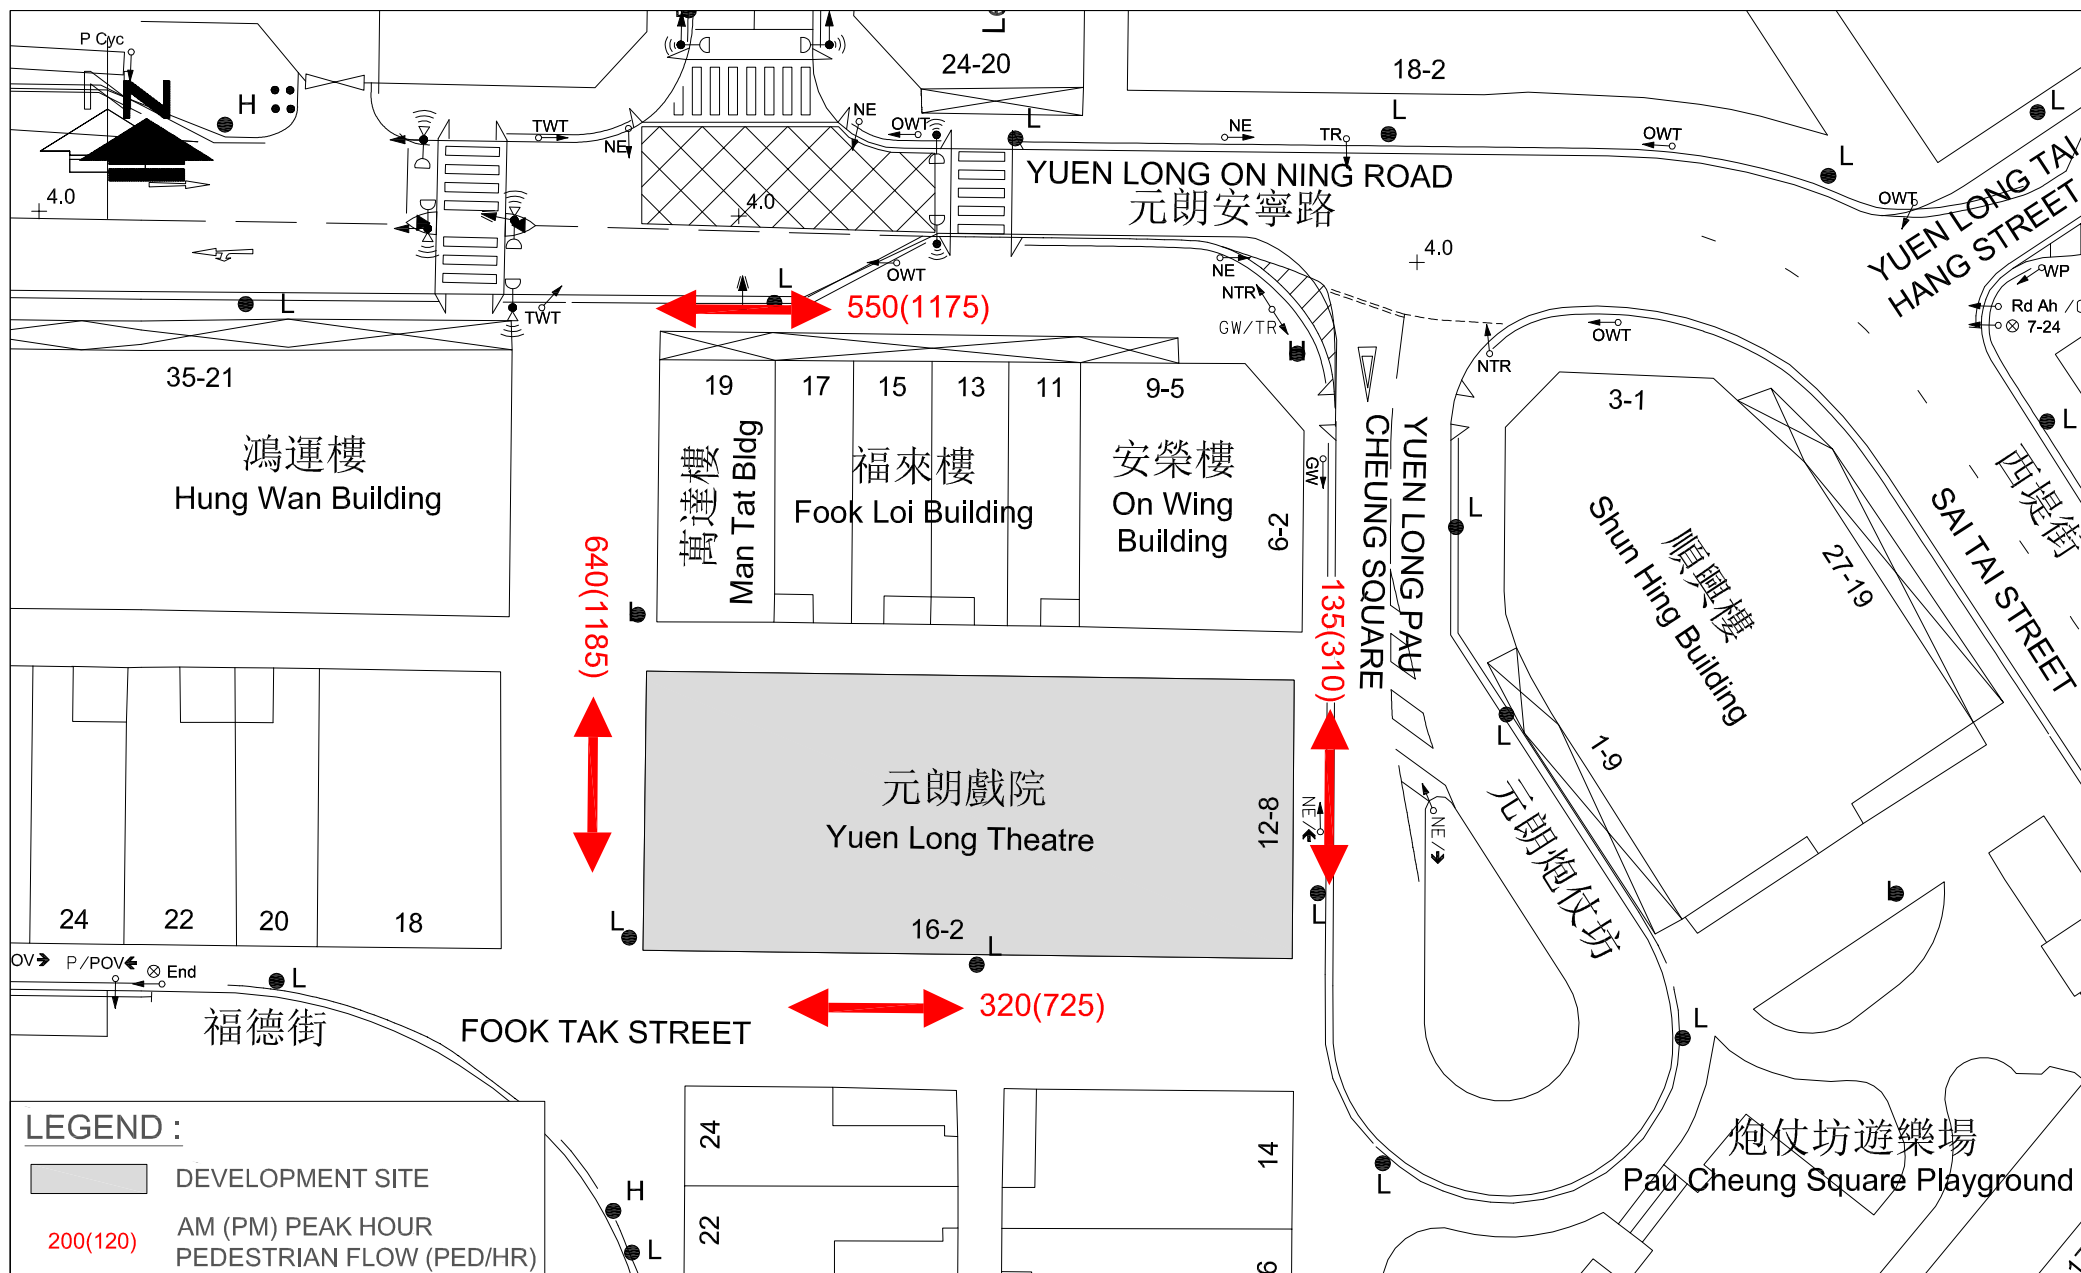 P Cyc
N
H
24-20
18-2
L
L
L
TWT
NE
NE
OWT
NE
TR
OWT
L
YUEN LONG ON NING ROAD
元朗安寧路
4.0
4.0
4.0
OWT
YUEN LONG TAI
HANG STREET
L
TWT
L
OWT
NE
NTR
GW/TR
H
NTR
OWT
WP
Rd Ah
7-24
550(1175)
35-21
19
17
15
13
11
9-5
3-1
L
鴻運樓
Hung Wan Building
萬達樓
Man Tat Bldg
福來樓
Fook Loi Building
安榮樓
On Wing
Building
6-2
GW
YUEN LONG PAU
CHEUNG SQUARE
L
順興樓
Shun Hing Building
27-19
1-9
西堤街
SAI TAI STREET
640(1185)
L
135(310)
L
元朗戲院
Yuen Long Theatre
12-8
16-2
NE/
NE/
元朗炮仗坊
L
24
22
20
18
L
L
L
OV
P/POV
End
L
福德街
FOOK TAK STREET
320(725)
L
24
22
14
6
L
炮仗坊遊樂場
Pau Cheung Square Playground
H
L
LEGEND :
DEVELOPMENT SITE
200(120)
AM (PM) PEAK HOUR
PEDESTRIAN FLOW (PED/HR)